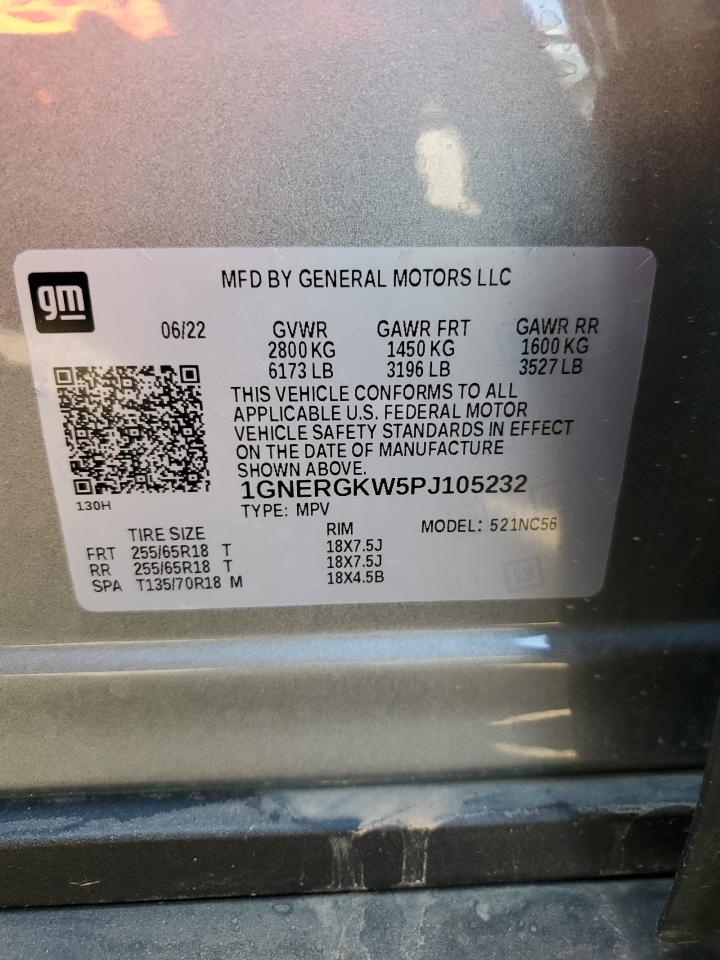 gm
MFD BY GENERAL MOTORS LLC
06/22 GVWR GAWR FRT GAWR RR
2800 KG 1450 KG 1600 KG
6173 LB 3196 LB 3527 LB
THIS VEHICLE CONFORMS TO ALL
APPLICABLE U.S. FEDERAL MOTOR
VEHICLE SAFETY STANDARDS IN EFFECT
ON THE DATE OF MANUFACTURE
SHOWN ABOVE.
1GNERGKW5PJ105232
130H
TYPE: MPV MODEL: 521NC56
TIRE SIZE RIM
FRT 255/65R18 T 18X7.5J
RR 255/65R18 T 18X7.5J
SPA T135/70R18 M 18X4.5B
gm